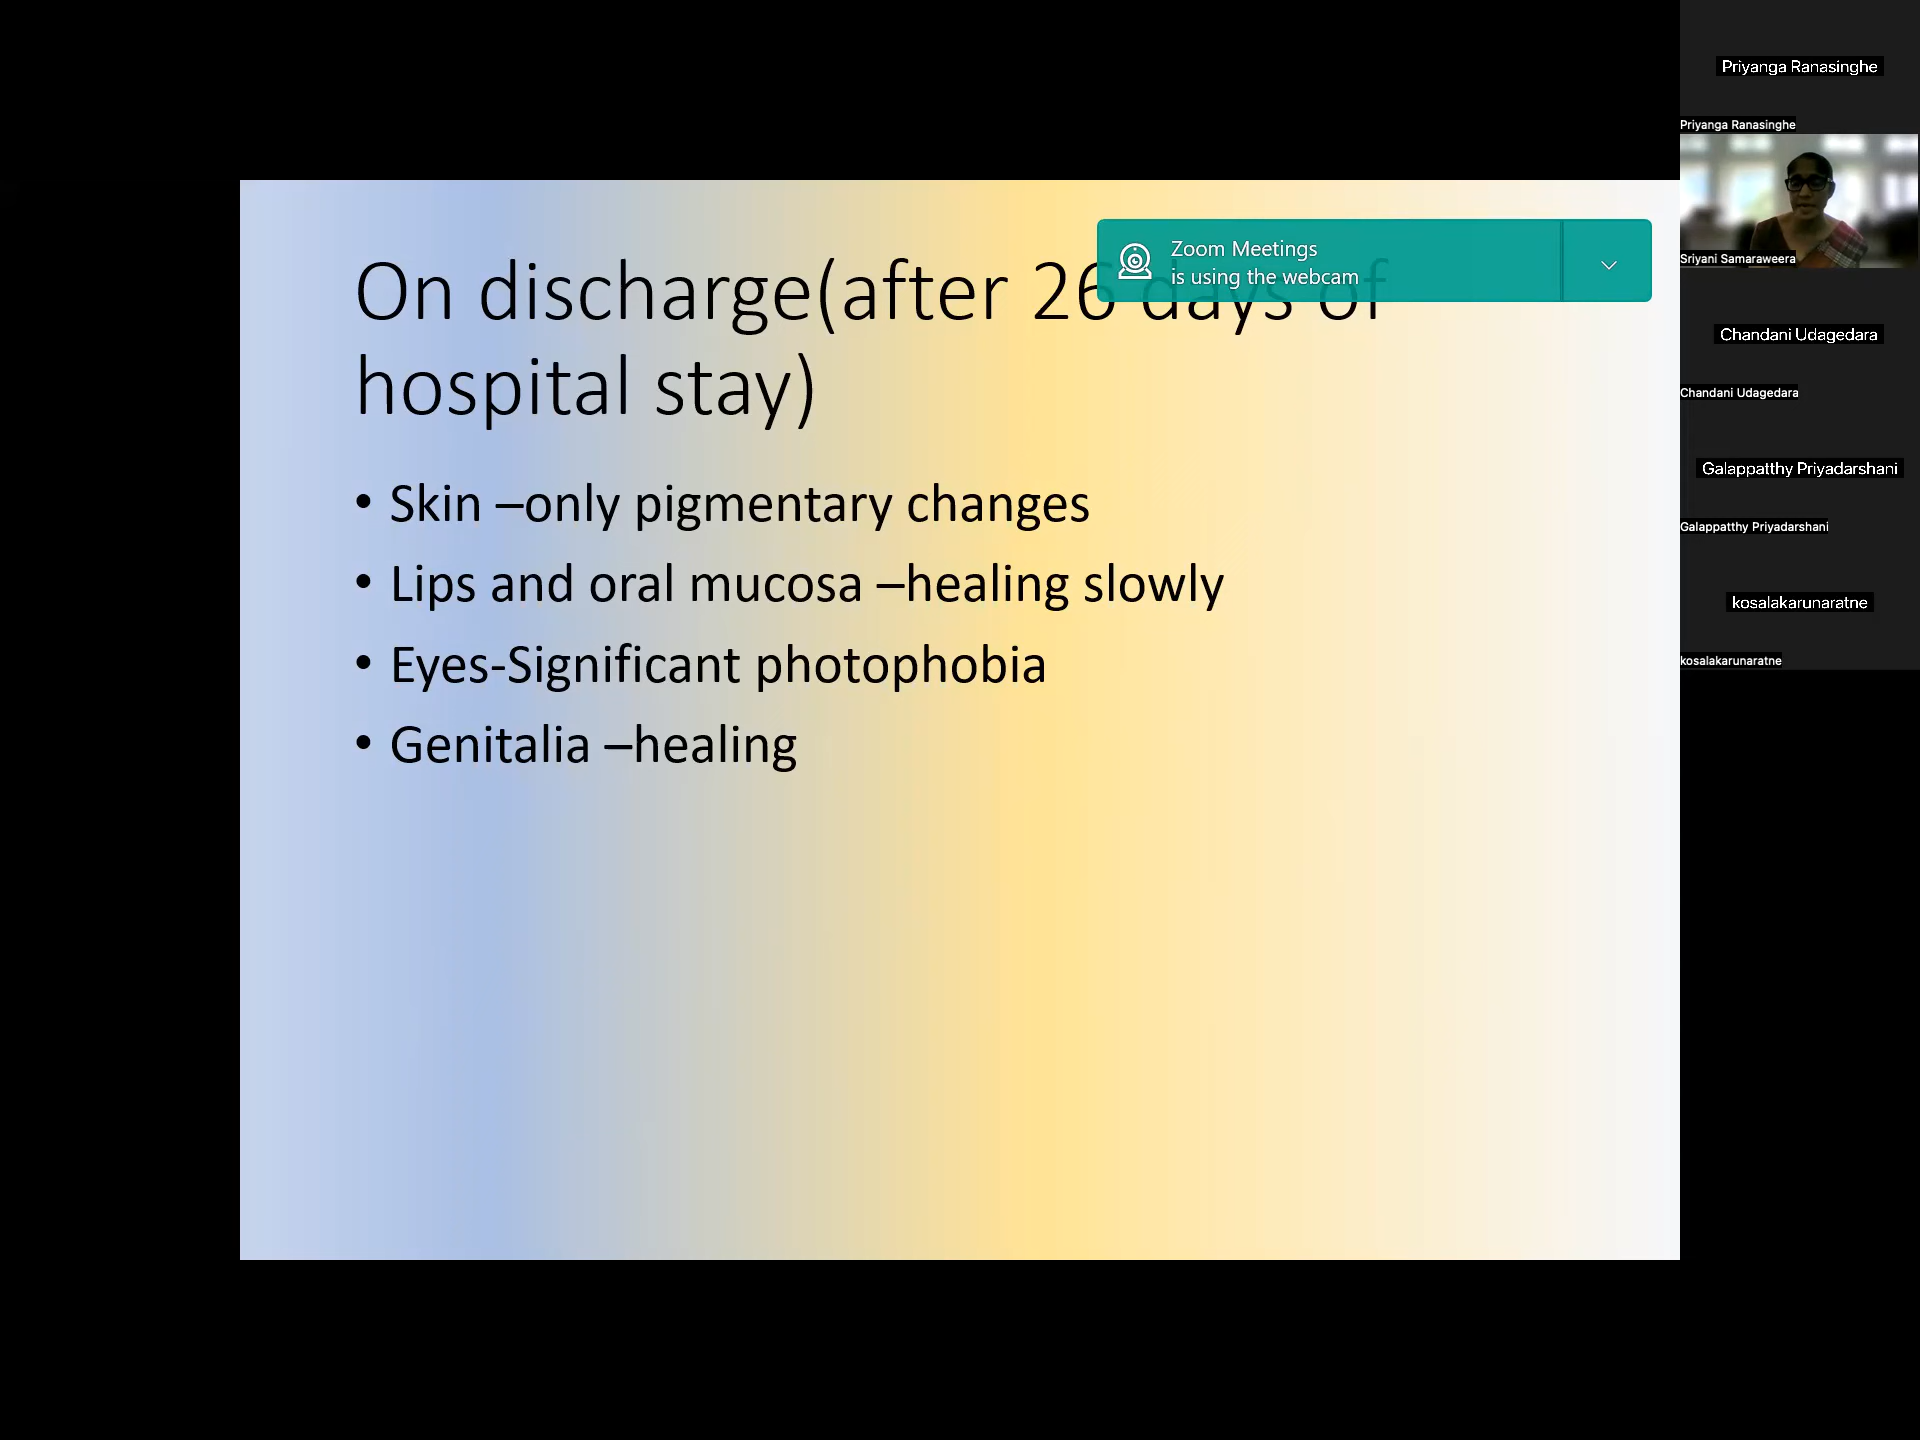 On discharge(after 26 days of
hospital stay)
• Skin –only pigmentary changes
• Lips and oral mucosa –healing slowly
• Eyes-Significant photophobia
• Genitalia –healing
Zoom Meetings
is using the webcam
Priyanga Ranasinghe
Priyanga Ranasinghe
Sriyani Samaraweera
Chandani Udagedara
Chandani Udagedara
Galappatthy Priyadarshani
Galappatthy Priyadarshani
kosalakarunaratne
kosalakarunaratne